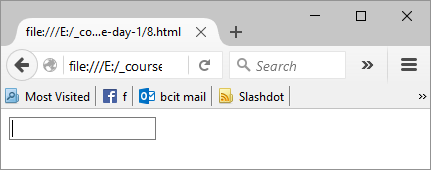 file:///E:/_co...e-day-1/8.html
file:///E:/_course
Search
Most Visited f bcit mail Slashdot